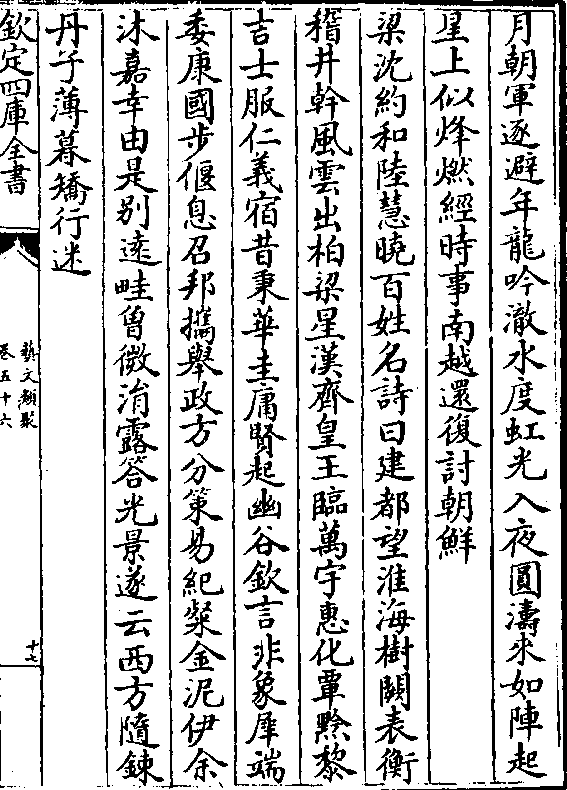 月朝軍逐避年龍吟澈水度虹光入夜圓濤來如陣起
星上似烽燃經時事南越還復討朝鮮
梁沈約和陸慧曉百姓名詩曰建都望淮海樹闕表衡
稽井幹風雲出柏梁星漢齊皇王臨萬宇惠化覃黔黎
吉士服仁義宿昔秉華圭庸賢起幽谷欽言非象犀端
委康國步偃息召邦攜舉政方分策易紀粲金泥伊余
沐嘉幸由是别遠畦曾微涓露答光景遂云西方隨鍊
丹子薄暮矯行迷
欽定四庫全書
藝文類聚
卷五十六
十七